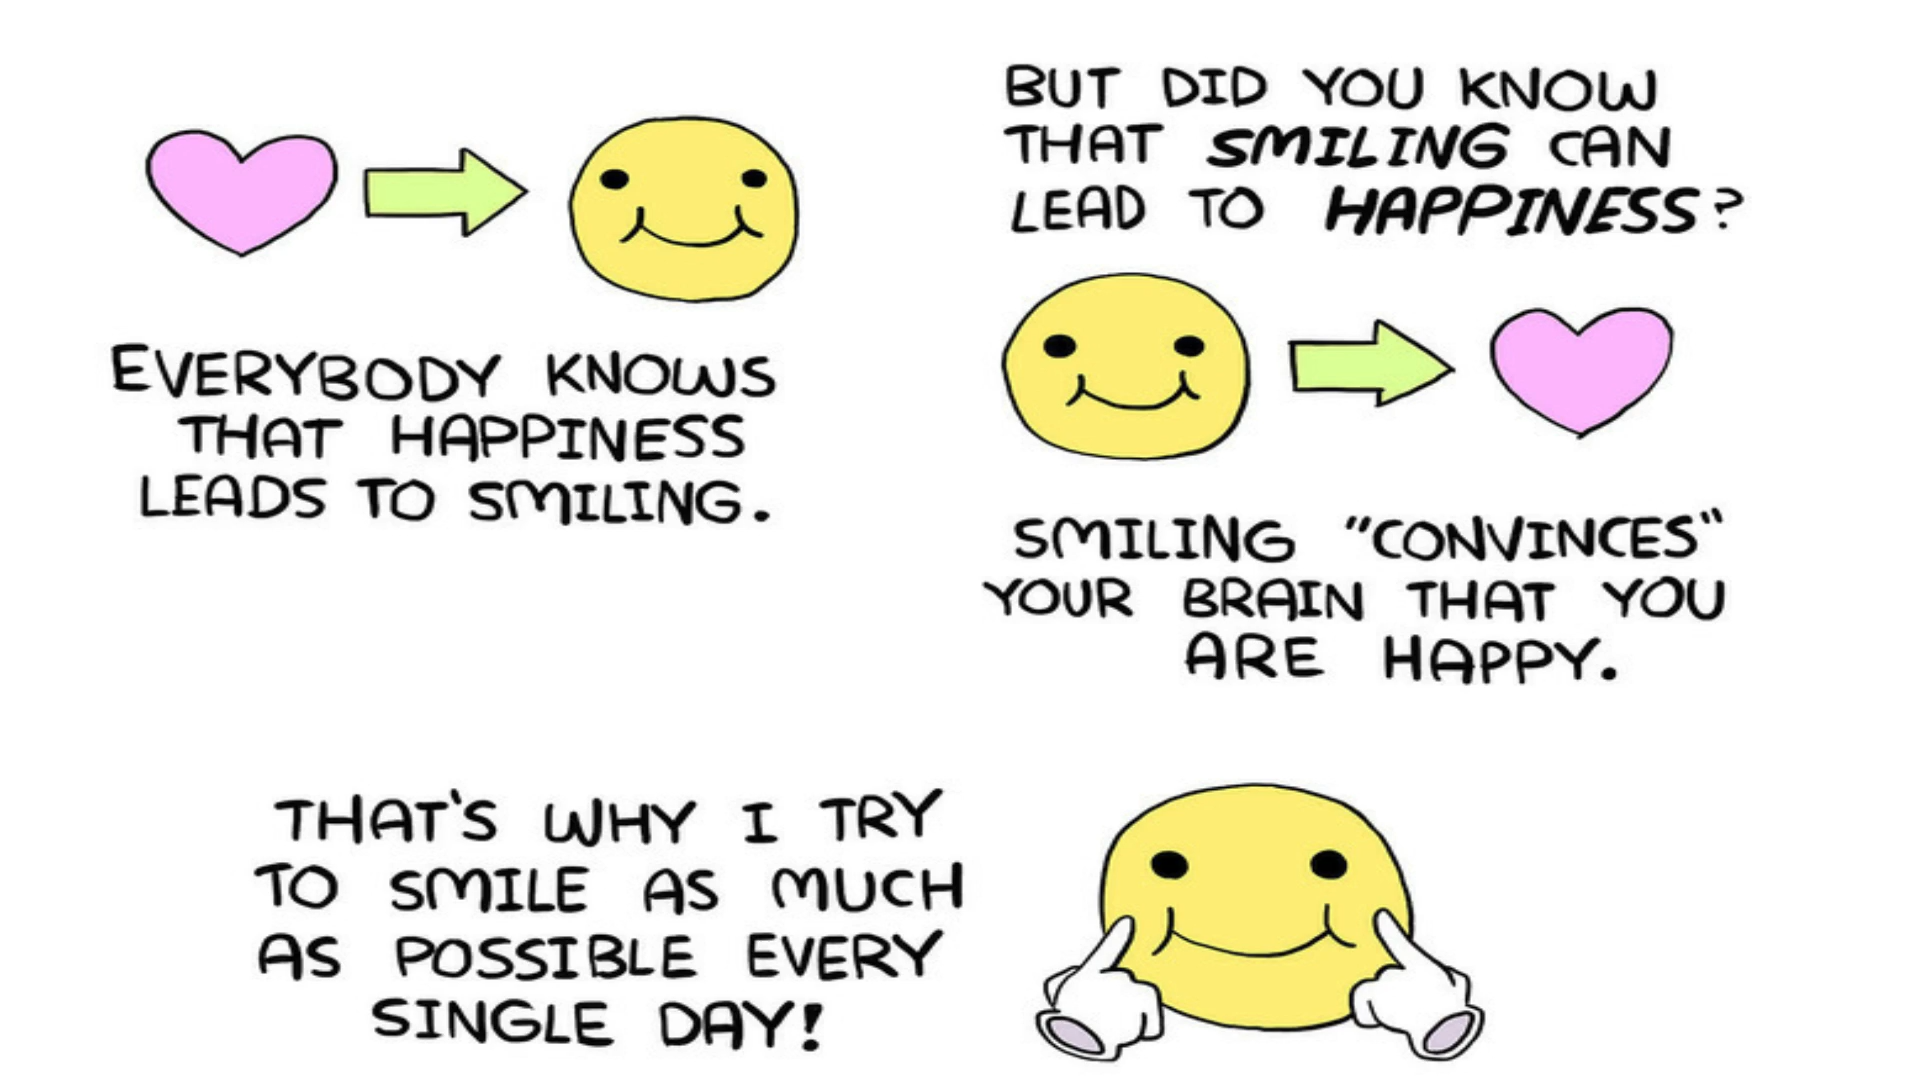 EVERYBODY KNOWS
THAT HAPPINESS
LEADS TO SMILING.
BUT DID YOU KNOW
THAT SMILING CAN
LEAD TO HAPPINESS?
SMILING "CONVINCES"
YOUR BRAIN THAT YOU
ARE HAPPY.
THAT'S WHY I TRY
TO SMILE AS MUCH
AS POSSIBLE EVERY
SINGLE DAY!